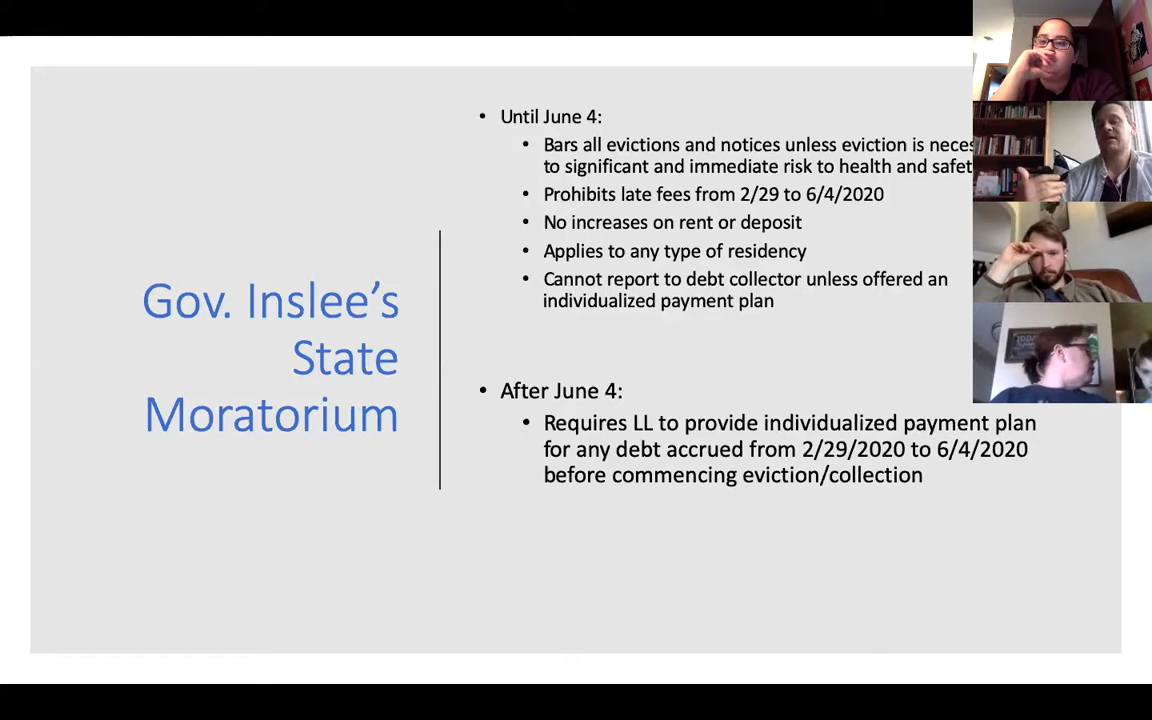 Gov. Inslee's
State
Moratorium
• Until June 4:
• Bars all evictions and notices unless eviction is
to significant and immediate risk to health and
• Prohibits late fees from 2/29 to 6/4/2020
• No increases on rent or deposit
• Applies to any type of residency
• Cannot report to debt collector unless offered an
individualized payment plan
• After June 4:
• Requires LL to provide individualized payment plan
for any debt accrued from 2/29/2020 to 6/4/2020
before commencing eviction/collection